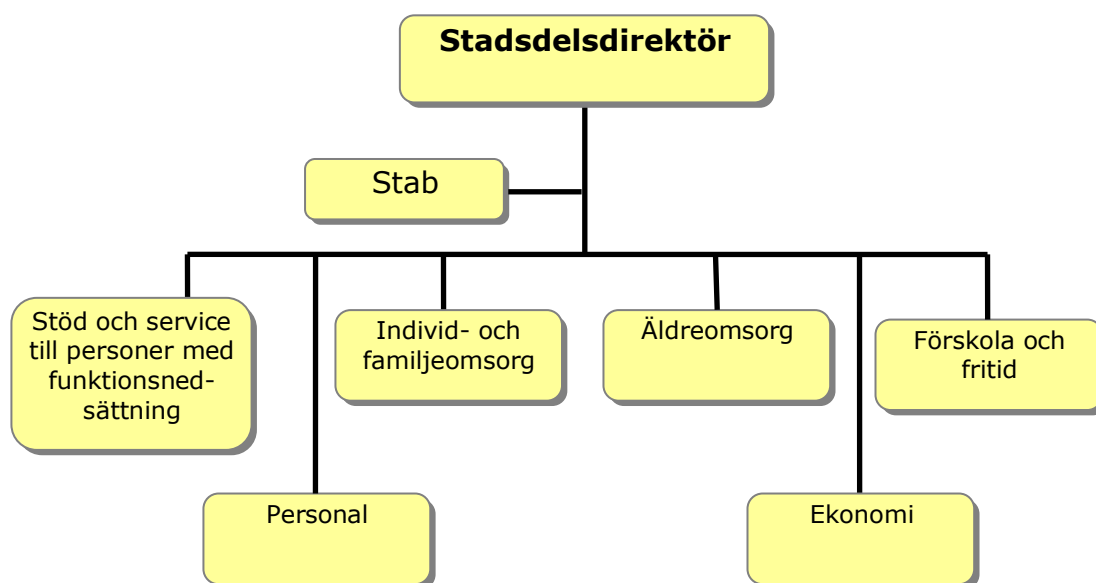 Stadsdelsdirektör
Stab
Stöd och service
till personer med
funktionsned-
sättning
Individ- och
familjeomsorg
Äldreomsorg
Förskola och
fritid
Personal
Ekonomi